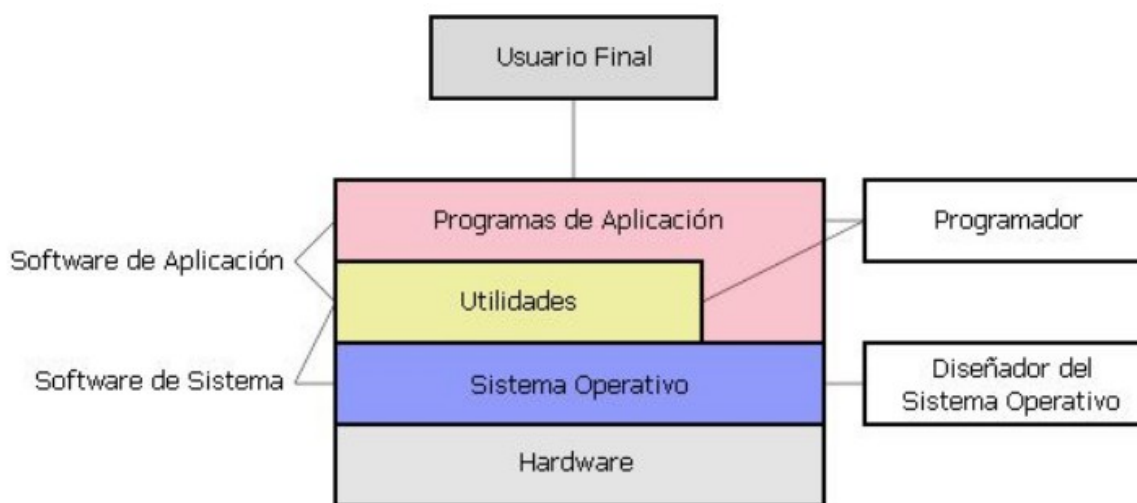 Usuario Final
Programas de Aplicación
Programador
Software de Aplicación
Utilidades
Software de Sistema
Sistema Operativo
Diseñador del
Sistema Operativo
Hardware